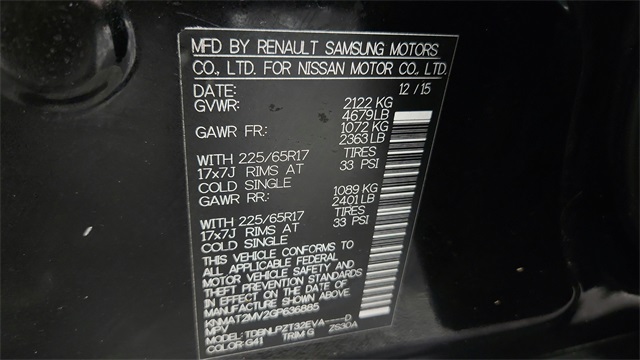 MFD BY RENAULT SAMSUNG MOTORS
CO., LTD. FOR NISSAN MOTOR CO., LTD.
DATE: 12/15
GVWR: 2122 KG
4679LB
GAWR FR: 1072 KG
2363LB
WITH 225/65R17 TIRES
17x7J RIMS AT 33 PSI
COLD SINGLE
GAWR RR: 1089 KG
2401LB
WITH 225/65R17 TIRES
17x7J RIMS AT 33 PSI
COLD SINGLE
THIS VEHICLE CONFORMS TO
ALL APPLICABLE FEDERAL
MOTOR VEHICLE SAFETY AND
THEFT PREVENTION STANDARDS
IN EFFECT ON THE DATE OF
MANUFACTURE SHOWN ABOVE.
KNMAT2MV2GP636885
MPV
MODEL: TDBNLPZT32EVA----D
COLOR: G41 TRIM G ZS3DA